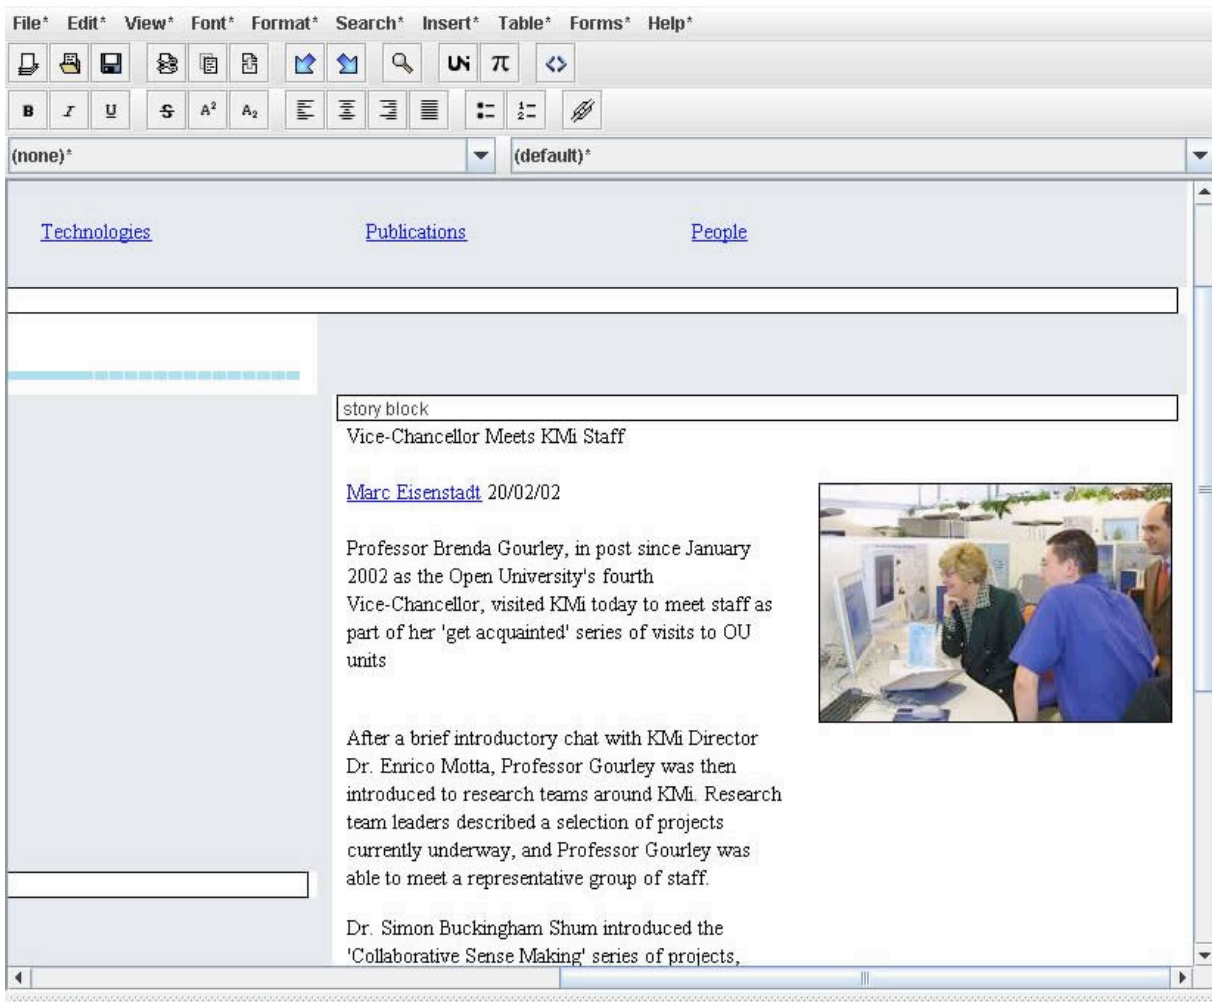 File* Edit* View* Font* Format* Search* Insert* Table* Forms* Help*
UNi π <>
B I U S A² A₂ 1 2
(none)* (default)*
Technologies Publications People
story block
Vice-Chancellor Meets KMi Staff
Marc Eisenstadt 20/02/02
Professor Brenda Gourley, in post since January
2002 as the Open University's fourth
Vice-Chancellor, visited KMi today to meet staff as
part of her 'get acquainted' series of visits to OU
units
After a brief introductory chat with KMi Director
Dr. Enrico Motta, Professor Gourley was then
introduced to research teams around KMi. Research
team leaders described a selection of projects
currently underway, and Professor Gourley was
able to meet a representative group of staff.
Dr. Simon Buckingham Shum introduced the
'Collaborative Sense Making' series of projects,